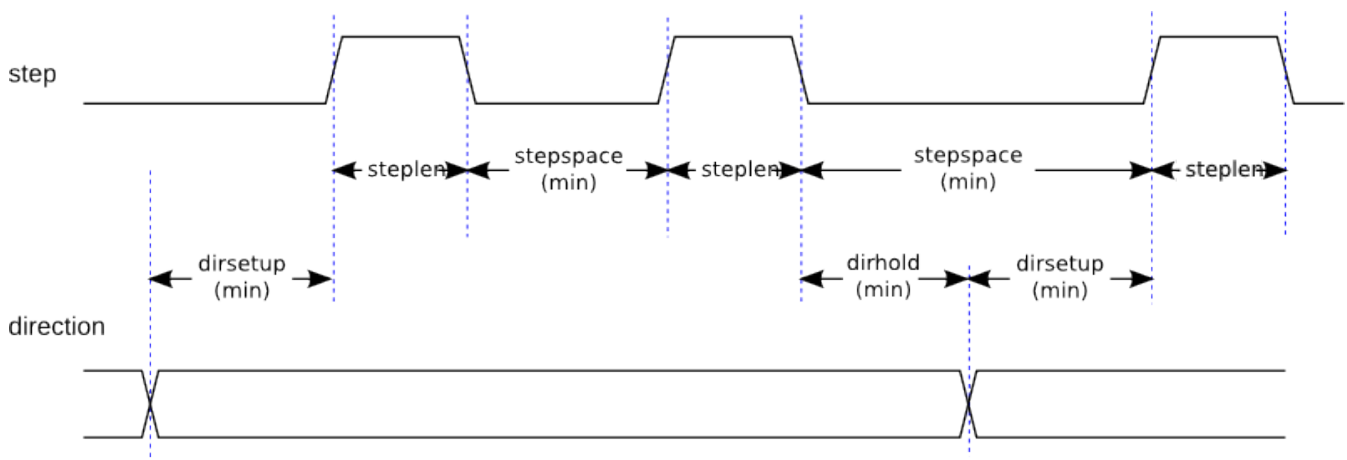 step
steplen
stepspace
(min)
steplen
stepspace
(min)
steplen
dirsetup
(min)
dirhold
(min)
dirsetup
(min)
direction